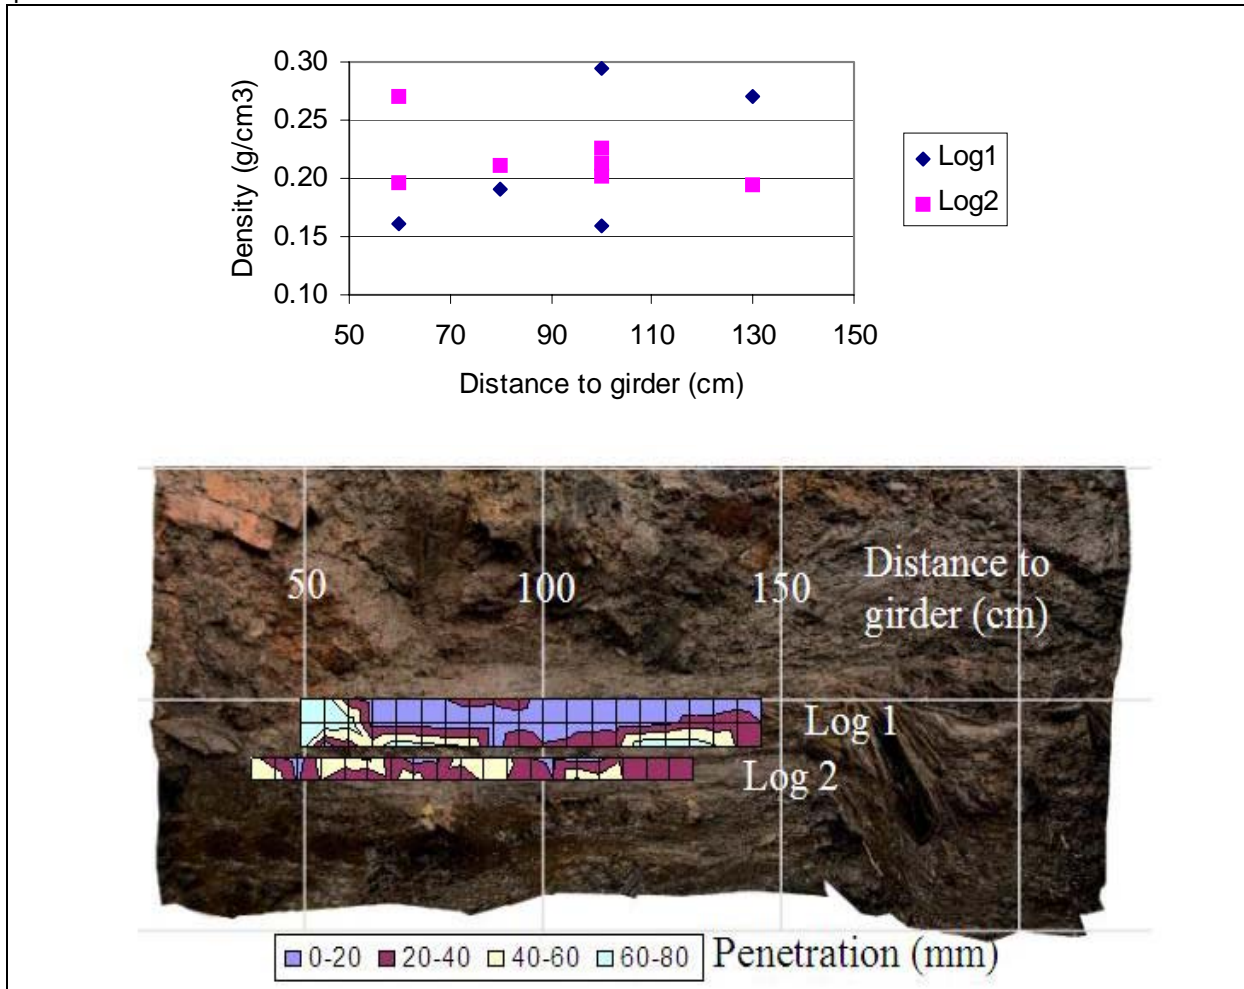 0.30
0.25
0.20
0.15
0.10
Density (g/cm3)
50 70 90 110 130 150
Distance to girder (cm)
Log1
Log2
50 100 150 Distance to
girder (cm)
Log 1
Log 2
0-20 20-40 40-60 60-80 Penetration (mm)